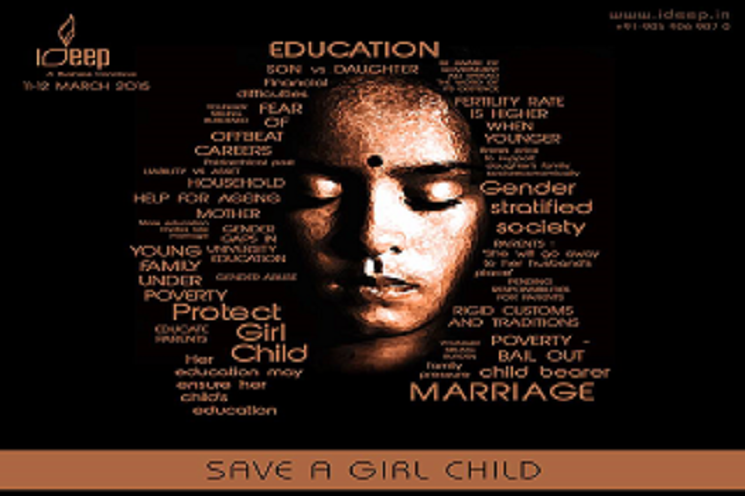 iDeep
11-12 MARCH 2015
www.ideep.in
EDUCATION
SON vs DAUGHTER
Financial
difficulties
FEAR
OF
OFFBEAT
CAREERS
LIABILITY VS ASSET
HOUSEHOLD
HELP FOR AGEING
MOTHER
GENDER
GAPS IN
UNIVERSITY
EDUCATION
GENDER ABUSE
YOUNG
FAMILY
UNDER
POVERTY
Protect
Girl
Child
EDUCATE
PARENTS
Her
education may
ensure her
child's
education
FERTILITY RATE
IS HIGHER
WHEN
YOUNGER
Gender
stratified
society
PARENTS :
She will go away
to her husband's
place!
PENDING
RESPONSIBILITIES
FOR PARENTS
RIGID CUSTOMS
AND TRADITIONS
POVERTY -
BAIL OUT
family
pressure
child bearer
MARRIAGE
SAVE A GIRL CHILD